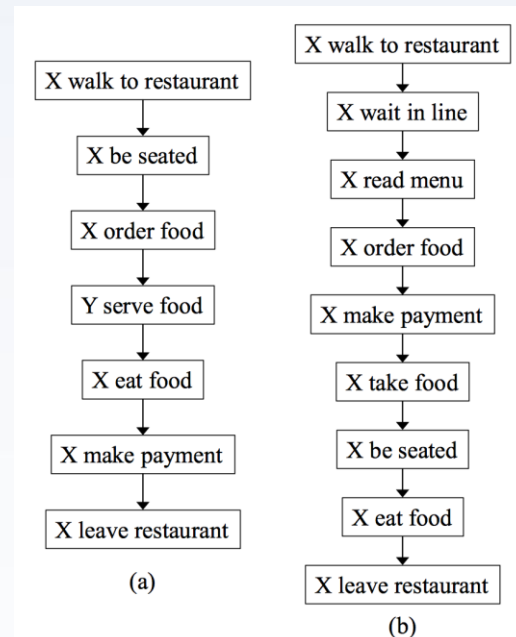 X walk to restaurant
X be seated
X order food
Y serve food
X eat food
X make payment
X leave restaurant
(a)
X walk to restaurant
X wait in line
X read menu
X order food
X make payment
X take food
X be seated
X eat food
X leave restaurant
(b)